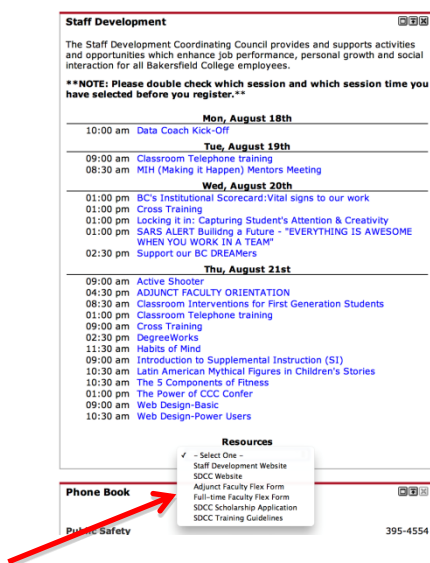 Staff Development
The Staff Development Coordinating Council provides and supports activities
and opportunities which enhance job performance, personal growth and social
interaction for all Bakersfield College employees.
**NOTE: Please double check which session and which session time you
have selected before you register.**
Mon, August 18th
10:00 am Data Coach Kick-Off
Tue, August 19th
09:00 am Classroom Telephone training
08:30 am MIH (Making it Happen) Mentors Meeting
Wed, August 20th
01:00 pm BC's Institutional Scorecard:Vital signs to our work
01:00 pm Cross Training
01:00 pm Locking it in: Capturing Student's Attention & Creativity
01:00 pm SARS ALERT Builidng a Future - "EVERYTHING IS AWESOME
WHEN YOU WORK IN A TEAM"
02:30 pm Support our BC DREAMers
Thu, August 21st
09:00 am Active Shooter
04:30 pm ADJUNCT FACULTY ORIENTATION
08:30 am Classroom Interventions for First Generation Students
01:00 pm Classroom Telephone training
09:00 am Cross Training
02:30 pm DegreeWorks
11:30 am Habits of Mind
09:00 am Introduction to Supplemental Instruction (SI)
10:30 am Latin American Mythical Figures in Children's Stories
10:30 am The 5 Components of Fitness
01:00 pm The Power of CCC Confer
09:00 am Web Design-Basic
10:30 am Web Design-Power Users
Resources
✓ - Select One -
Staff Development Website
SDCC Website
Adjunct Faculty Flex Form
Full-time Faculty Flex Form
SDCC Scholarship Application
SDCC Training Guidelines
Phone Book
Public Safety 395-4554